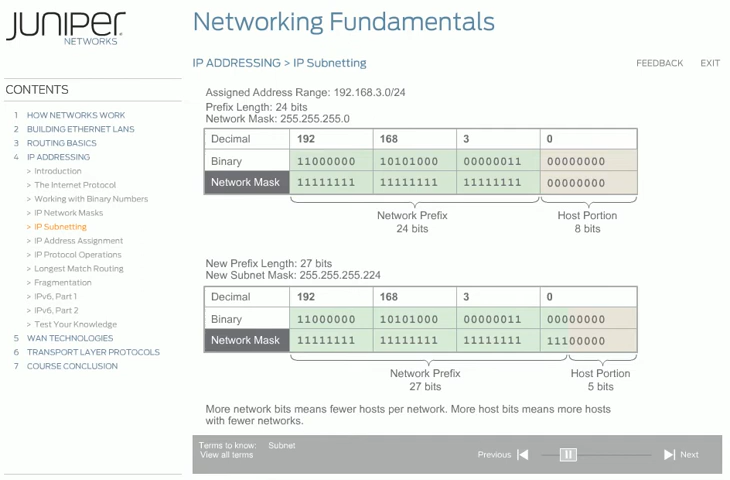 JUNIPER
NETWORKS
Networking Fundamentals
IP ADDRESSING > IP Subnetting
FEEDBACK EXIT
CONTENTS
1 HOW NETWORKS WORK
2 BUILDING ETHERNET LANS
3 ROUTING BASICS
4 IP ADDRESSING
> Introduction
> The Internet Protocol
> Working with Binary Numbers
> IP Network Masks
> IP Subnetting
> IP Address Assignment
> IP Protocol Operations
> Longest Match Routing
> Fragmentation
> IPv6, Part 1
> IPv6, Part 2
> Test Your Knowledge
5 WAN TECHNOLOGIES
6 TRANSPORT LAYER PROTOCOLS
7 COURSE CONCLUSION
Assigned Address Range: 192.168.3.0/24
Prefix Length: 24 bits
Network Mask: 255.255.255.0
Decimal 192 168 3 0
Binary 11000000 10101000 00000011 00000000
Network Mask 11111111 11111111 11111111 00000000
Network Prefix Host Portion
24 bits 8 bits
New Prefix Length: 27 bits
New Subnet Mask: 255.255.255.224
Decimal 192 168 3 0
Binary 11000000 10101000 00000011 00000000
Network Mask 11111111 11111111 11111111 11100000
Network Prefix Host Portion
27 bits 5 bits
More network bits means fewer hosts per network. More host bits means more hosts
with fewer networks.
Terms to know: Subnet
View all terms
Previous Next